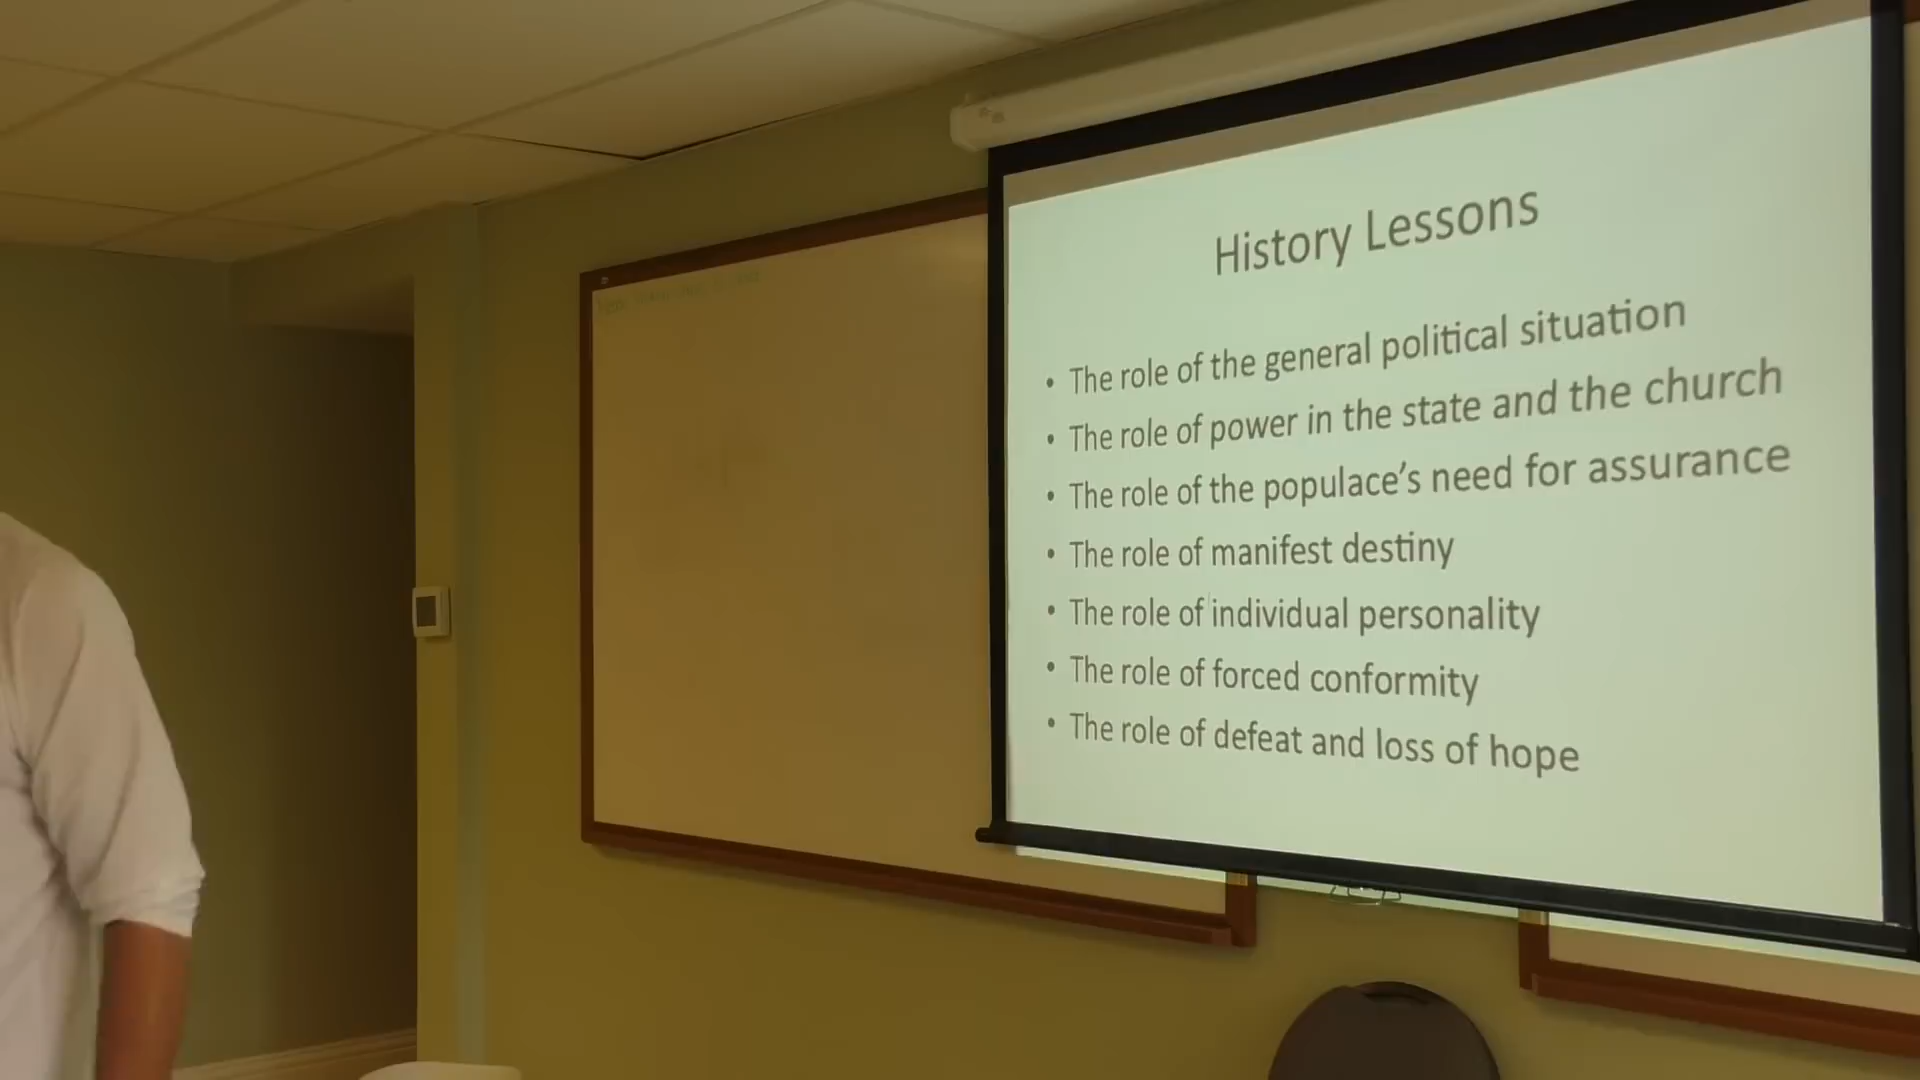 History Lessons
• The role of the general political situation
• The role of power in the state and the church
• The role of the populace's need for assurance
• The role of manifest destiny
• The role of individual personality
• The role of forced conformity
• The role of defeat and loss of hope